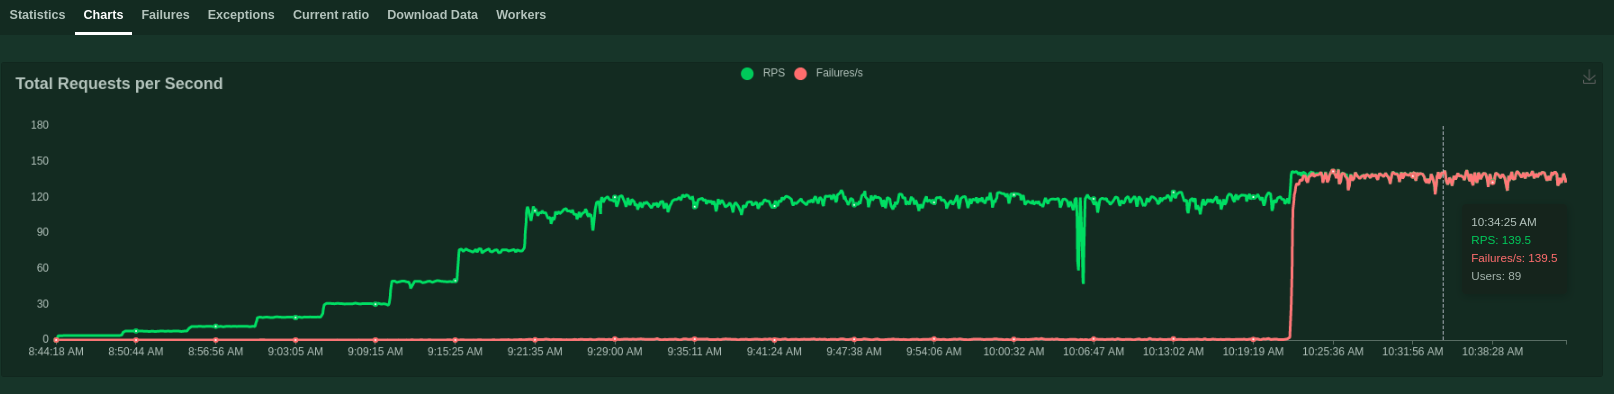 Statistics Charts Failures Exceptions Current ratio Download Data Workers
Total Requests per Second
RPS Failures/s
180
150
120
90
60
30
0
10:34:25 AM
RPS: 139.5
Failures/s: 139.5
Users: 89
8:44:18 AM 8:50:44 AM 8:56:56 AM 9:03:05 AM 9:09:15 AM 9:15:25 AM 9:21:35 AM 9:29:00 AM 9:35:11 AM 9:41:24 AM 9:47:38 AM 9:54:06 AM 10:00:32 AM 10:06:47 AM 10:13:02 AM 10:19:19 AM 10:25:36 AM 10:31:56 AM 10:38:28 AM